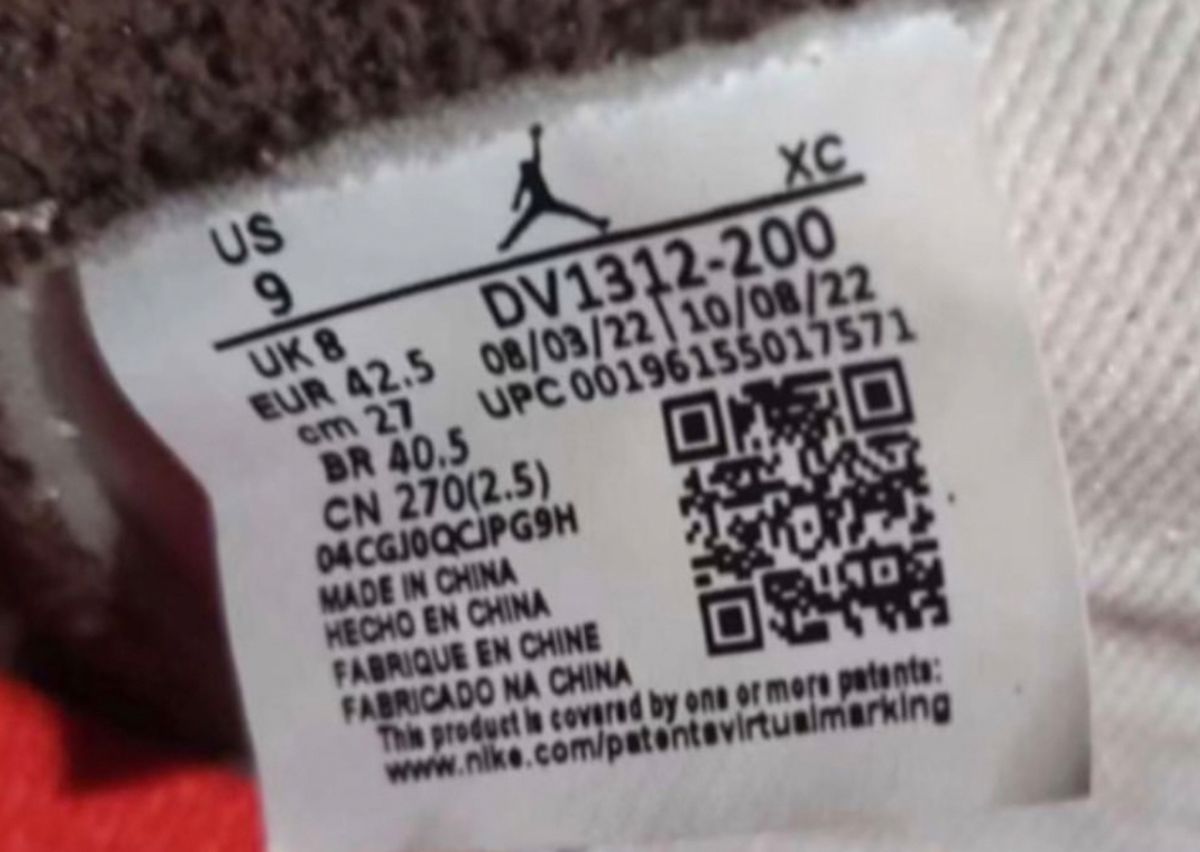 US XC
9 DV1312-200
UK 8 08/03/22 | 10/08/22
EUR 42.5 UPC 00196155017571
cm 27
BR 40.5
CN 270(2.5)
04CGJ0QCJPG9H
MADE IN CHINA
HECHO EN CHINA
FABRIQUE EN CHINE
FABRICADO NA CHINA
This product is covered by one or more patents:
www.nike.com/patentsvirtualmarking